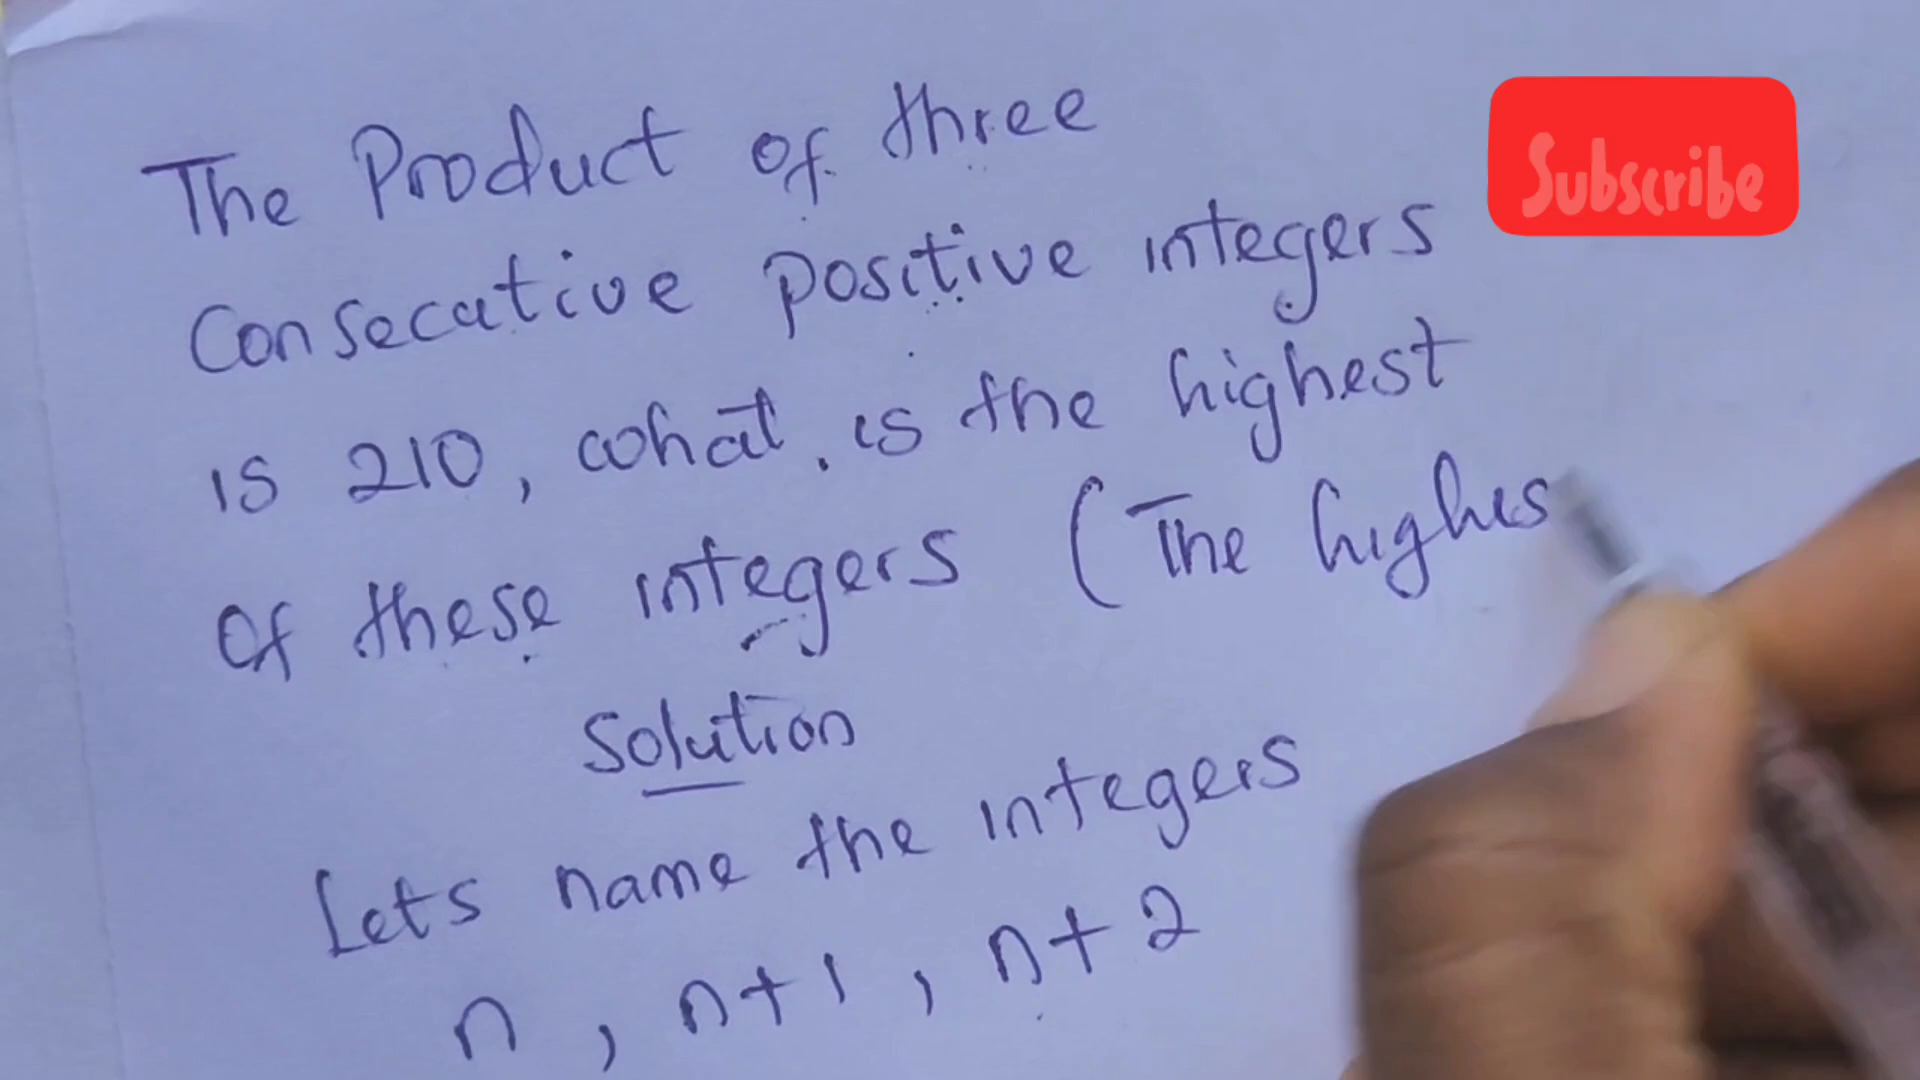 The Product of three
Subscribe
Consecutive positive integers
is 210, what is the highest
of these integers (The highes
Solution
Lets name the integers
n , n+1 , n+2